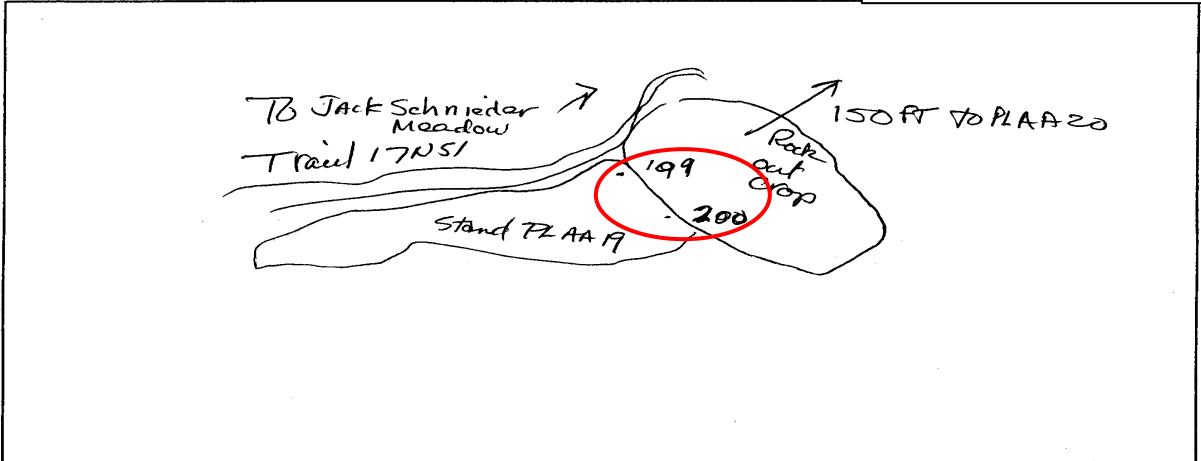 To Jack Schnieder
Meadow
Trail 17N51
150 FT TO PLAA20
Rock
out
crop
199
200
Stand PLAA19